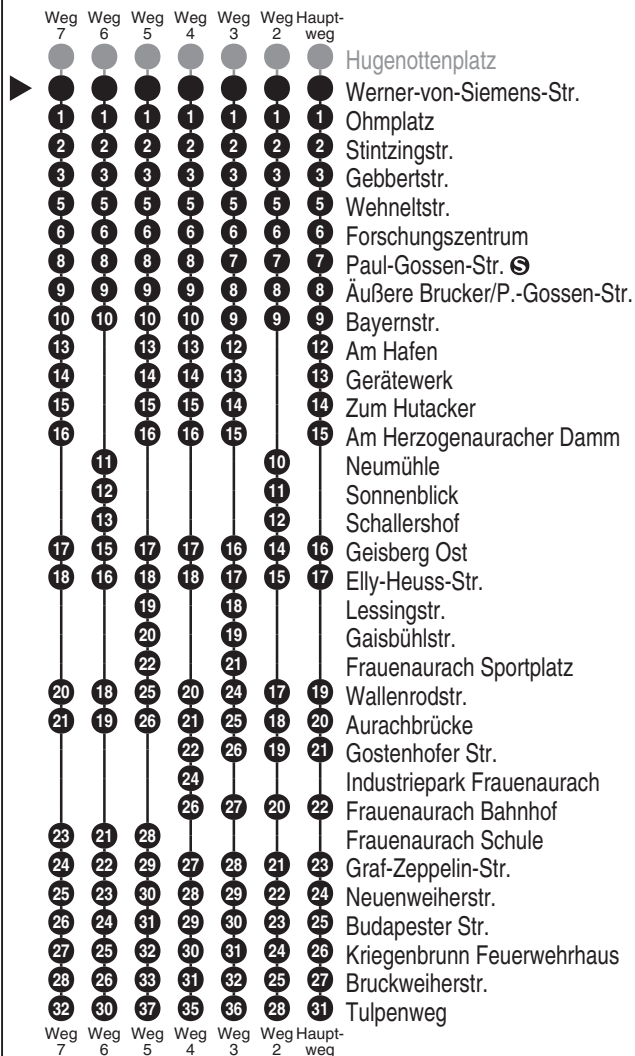 Weg Weg Weg Weg Weg Weg Haupt-
7 6 5 4 3 2 weg
Hugenottenplatz
Werner-von-Siemens-Str.
1 1 1 1 1 1 1 Ohmplatz
2 2 2 2 2 2 2 Stintzingstr.
3 3 3 3 3 3 3 Gebbertstr.
5 5 5 5 5 5 5 Wehneltstr.
6 6 6 6 6 6 6 Forschungszentrum
8 8 8 8 7 7 7 Paul-Gossen-Str. S
9 9 9 9 8 8 8 Äußere Brucker/P.-Gossen-Str.
10 10 10 10 9 9 9 Bayernstr.
13 13 13 12 12 Am Hafen
14 14 14 13 13 Gerätewerk
15 15 15 14 14 Zum Hutacker
16 16 16 15 15 Am Herzogenauracher Damm
11 10 Neumühle
12 11 Sonnenblick
13 12 Schallershof
17 15 17 17 16 14 16 Geisberg Ost
18 16 18 18 17 15 17 Elly-Heuss-Str.
19 18 Lessingstr.
20 19 Gaisbühlstr.
22 21 Frauenaurach Sportplatz
20 18 25 20 24 17 19 Wallenrodstr.
21 19 26 21 25 18 20 Aurachbrücke
22 26 19 21 Gostenhofer Str.
24 Industriepark Frauenaurach
26 27 20 22 Frauenaurach Bahnhof
23 21 28 Frauenaurach Schule
24 22 29 27 28 21 23 Graf-Zeppelin-Str.
25 23 30 28 29 22 24 Neuenweiherstr.
26 24 31 29 30 23 25 Budapester Str.
27 25 32 30 31 24 26 Kriegenbrunn Feuerwehrhaus
28 26 33 31 32 25 27 Bruckweiherstr.
32 30 37 35 36 28 31 Tulpenweg
Weg Weg Weg Weg Weg Weg Haupt-
7 6 5 4 3 2 weg